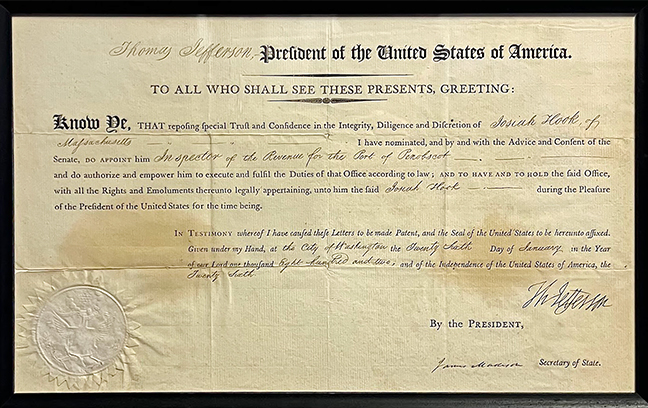 Thomas Jefferson, President of the United States of America.
TO ALL WHO SHALL SEE THESE PRESENTS, GREETING:
Know Ye, THAT reposing special Trust and Confidence in the Integrity, Diligence and Discretion of Josiah Hook, of
Massachusetts I have nominated, and by and with the Advice and Consent of the
Senate, DO APPOINT him Inspector of the Revenue for the Port of Penobscot
and do authorize and empower him to execute and fulfil the Duties of that Office according to law; AND TO HAVE AND TO HOLD the said Office,
with all the Rights and Emoluments thereunto legally appertaining, unto him the said Josiah Hook during the Pleasure
of the President of the United States for the time being.
IN TESTIMONY whereof I have caused these Letters to be made Patent, and the Seal of the United States to be hereunto affixed.
Given under my Hand, at the City of Washington the Twenty Sixth Day of January in the Year
of our Lord one thousand eight hundred and two; and of the Independence of the United States of America, the
Twenty Sixth
Th Jefferson
By the PRESIDENT,
James Madison Secretary of State.